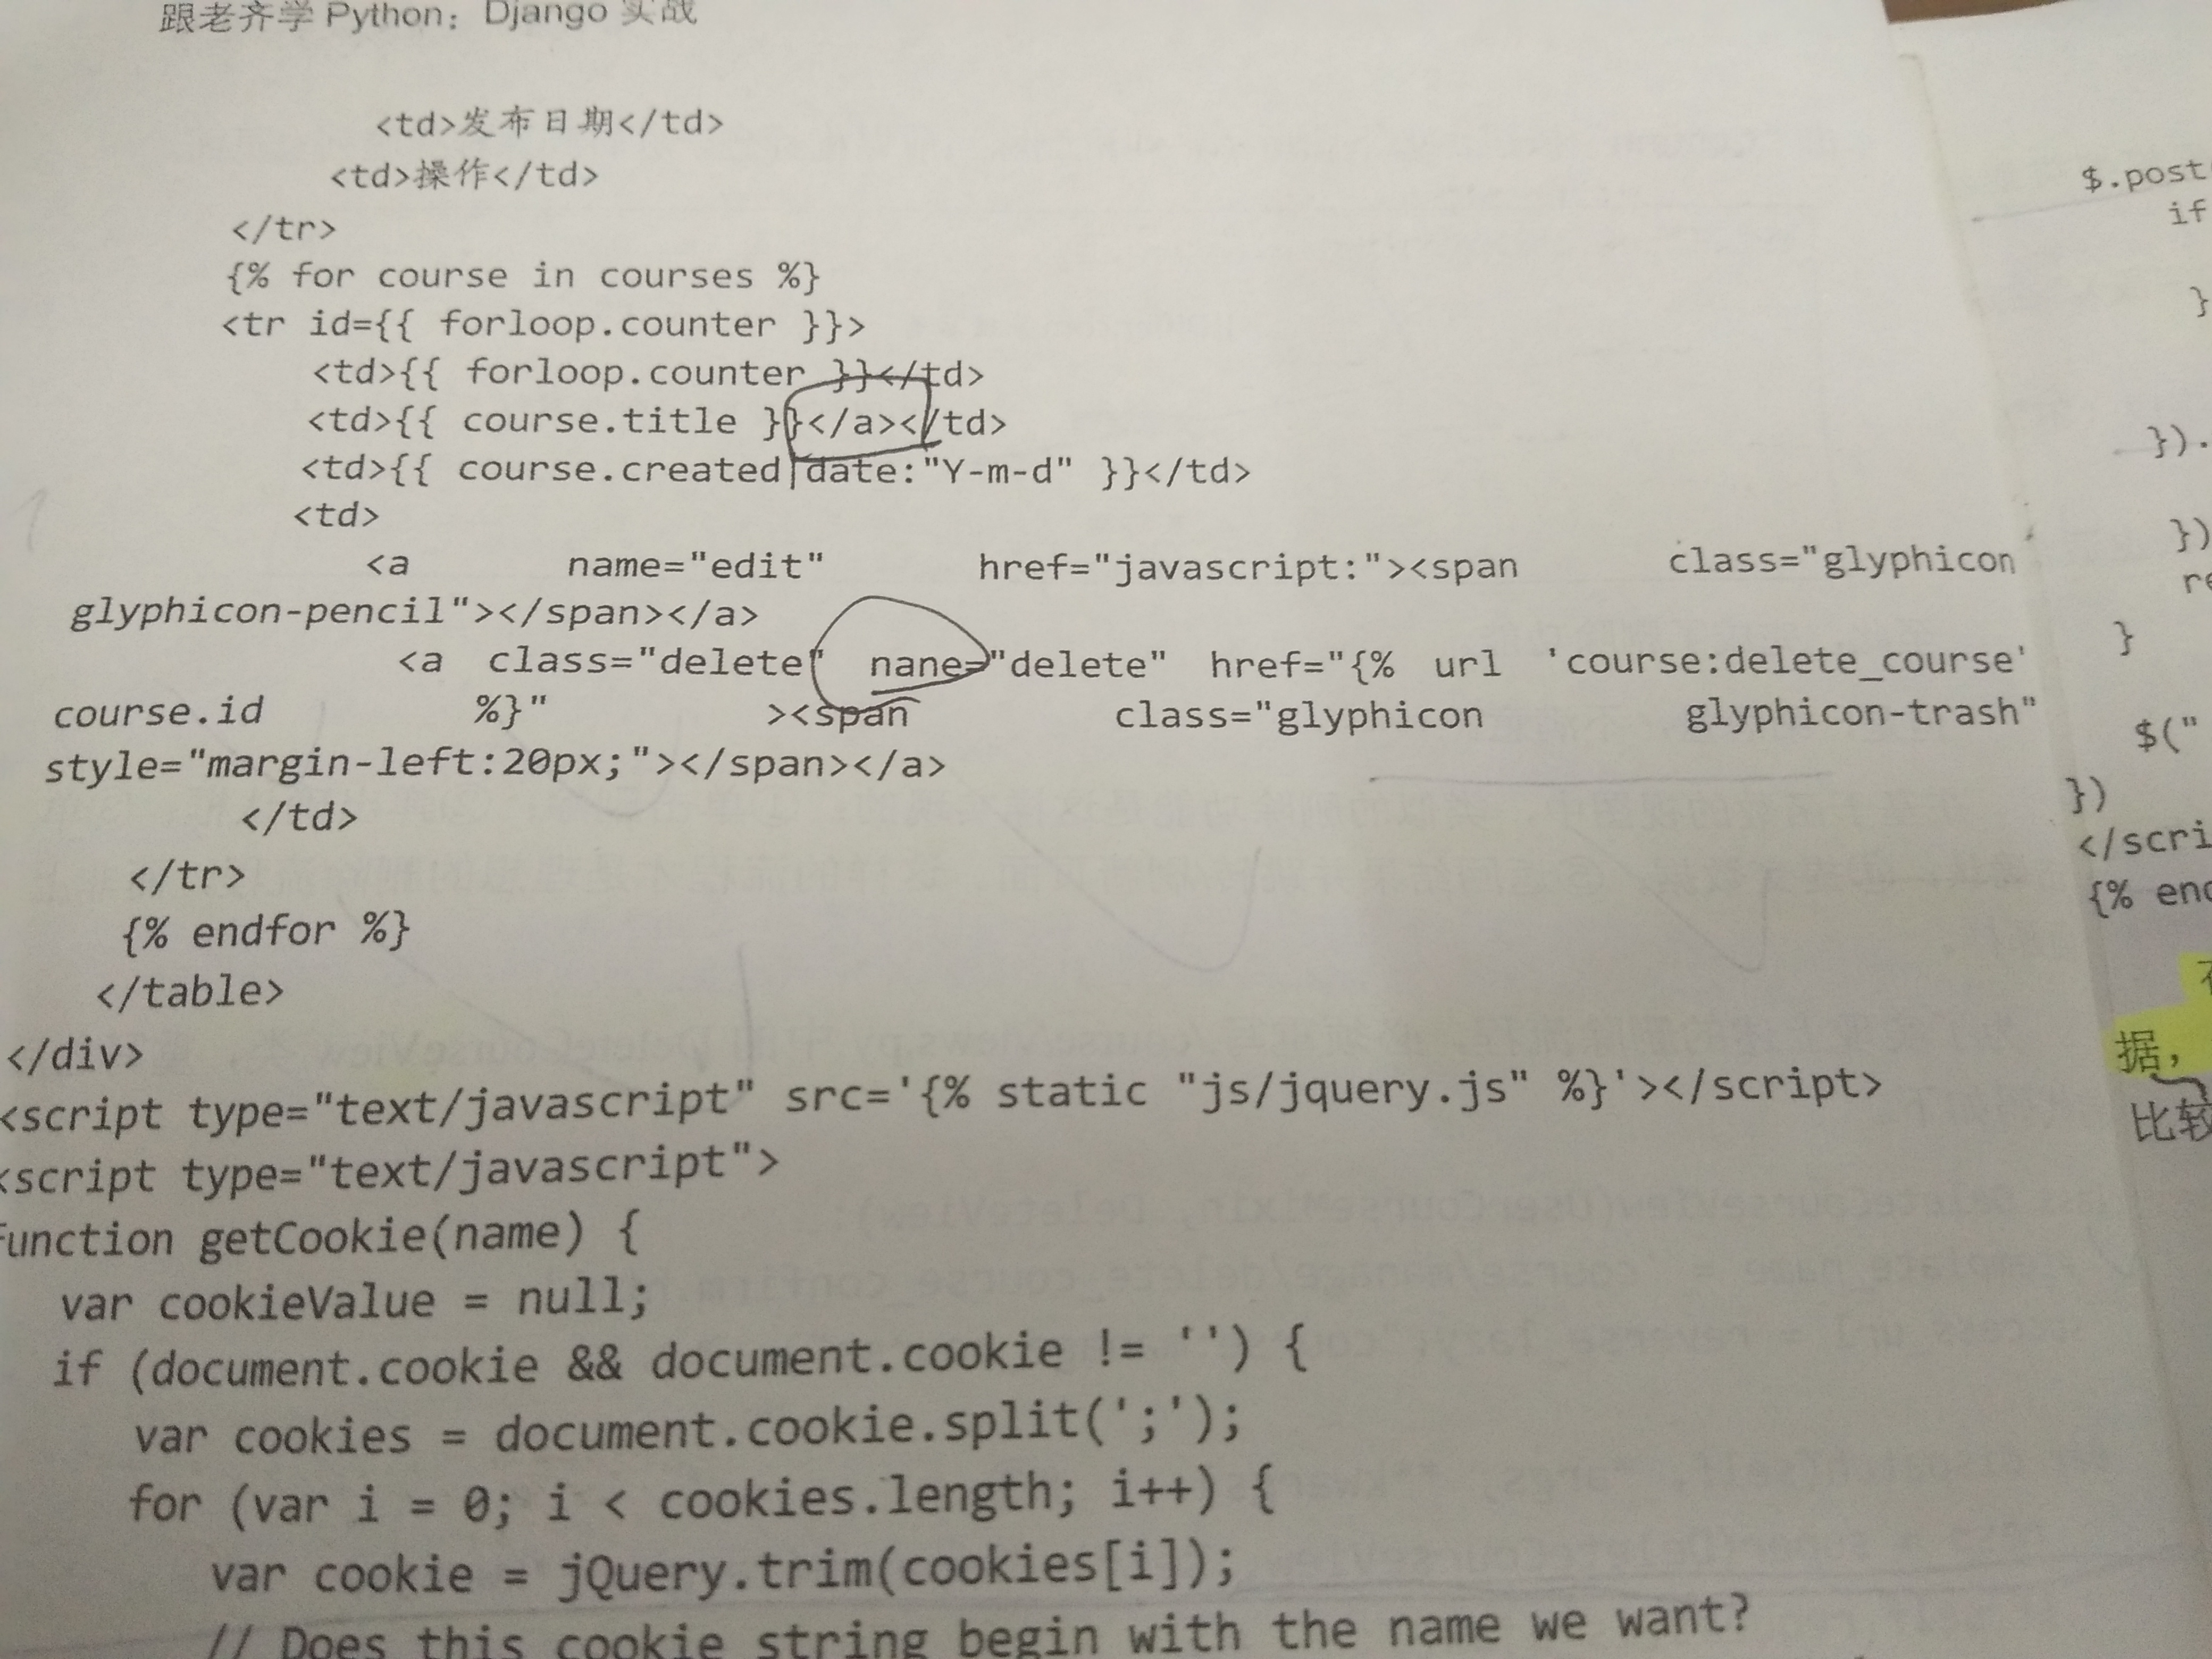 跟老齐学 Python：Django 实战
<td>发布日期</td>
<td>操作</td>
</tr>
{% for course in courses %}
<tr id={{ forloop.counter }}>
<td>{{ forloop.counter }}</td>
<td>{{ course.title }}</a></td>
<td>{{ course.created|date:"Y-m-d" }}</td>
<td>
<a name="edit" href="javascript:"><span class="glyphicon
glyphicon-pencil"></span></a>
<a class="delete" nane="delete" href="{% url 'course:delete_course'
course.id %}" ><span class="glyphicon glyphicon-trash"
style="margin-left:20px;"></span></a>
</td>
</tr>
{% endfor %}
</table>
</div>
<script type="text/javascript" src='{% static "js/jquery.js" %}'></script>
<script type="text/javascript">
function getCookie(name) {
var cookieValue = null;
if (document.cookie && document.cookie != '') {
var cookies = document.cookie.split(';');
for (var i = 0; i < cookies.length; i++) {
var cookie = jQuery.trim(cookies[i]);
// Does this cookie string begin with the name we want?
$.post
if
}
}).
})
re
}
$("
})
</scri
{% end
据，
比较